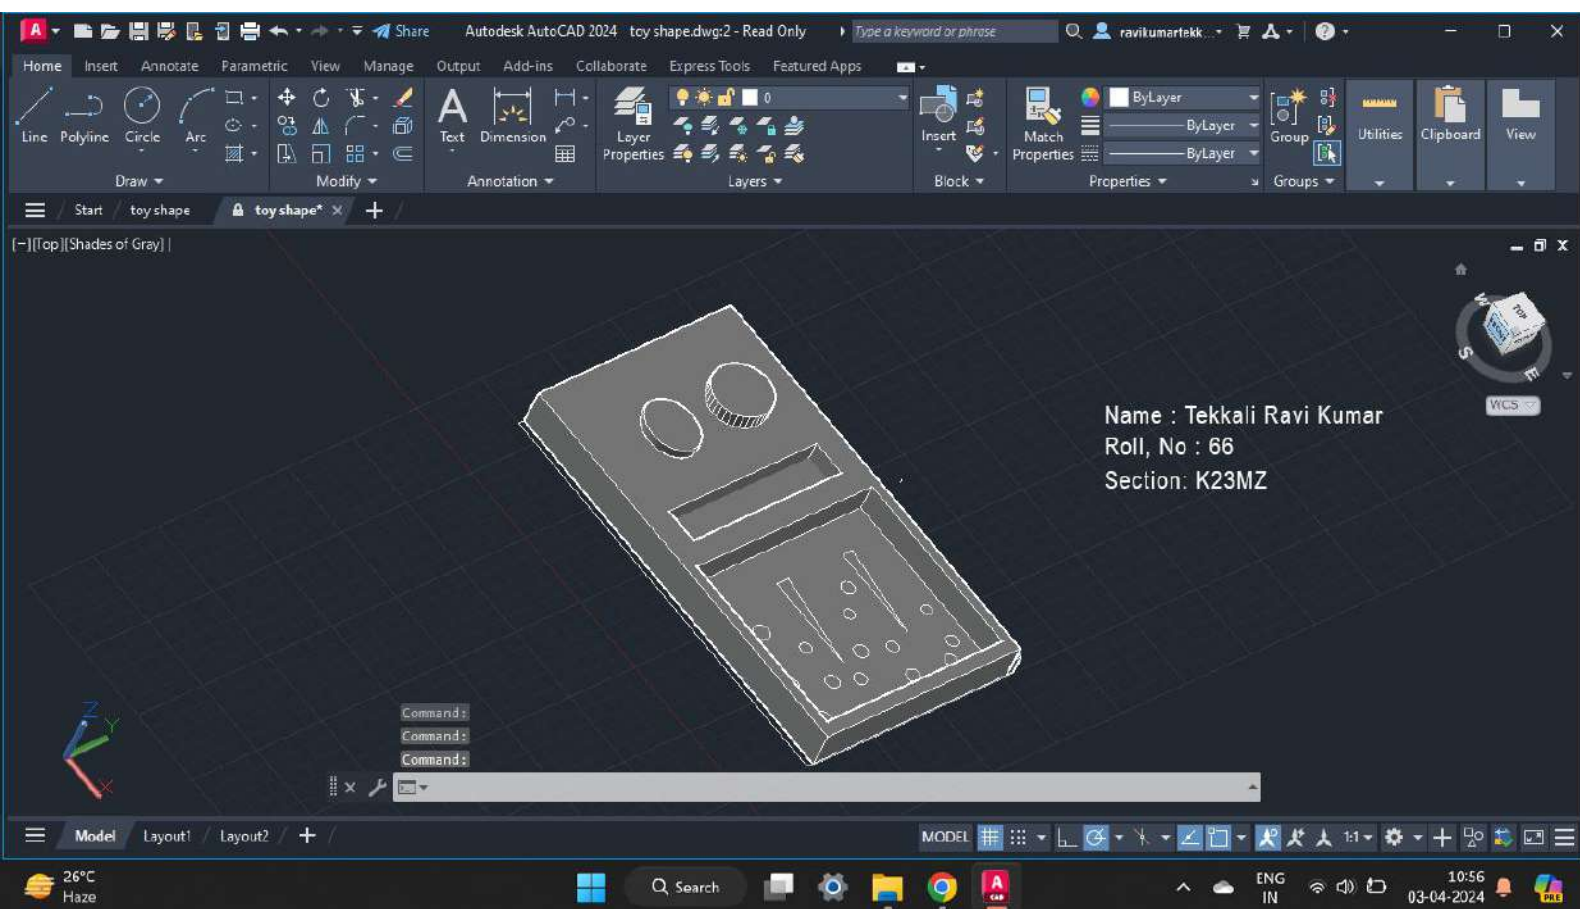 A Share Autodesk AutoCAD 2024 toy shape.dwg:2 - Read Only Type a keyword or phrase ravikumartekk...
Home Insert Annotate Parametric View Manage Output Add-ins Collaborate Express Tools Featured Apps
0 ByLayer
Line Polyline Circle Arc Text Dimension Layer Properties Insert Match Properties ByLayer ByLayer Group Utilities Clipboard View
Draw Modify Annotation Layers Block Properties Groups
Start toy shape toy shape*
[−][Top][Shades of Gray]
W TOP FRONT S E
WCS
Name : Tekkali Ravi Kumar
Roll, No : 66
Section: K23MZ
Z Y X
Command:
Command:
Command:
Model Layout1 Layout2 MODEL 1:1
26°C
Haze
Search
A CAD
ENG
IN
10:56
03-04-2024
PRE